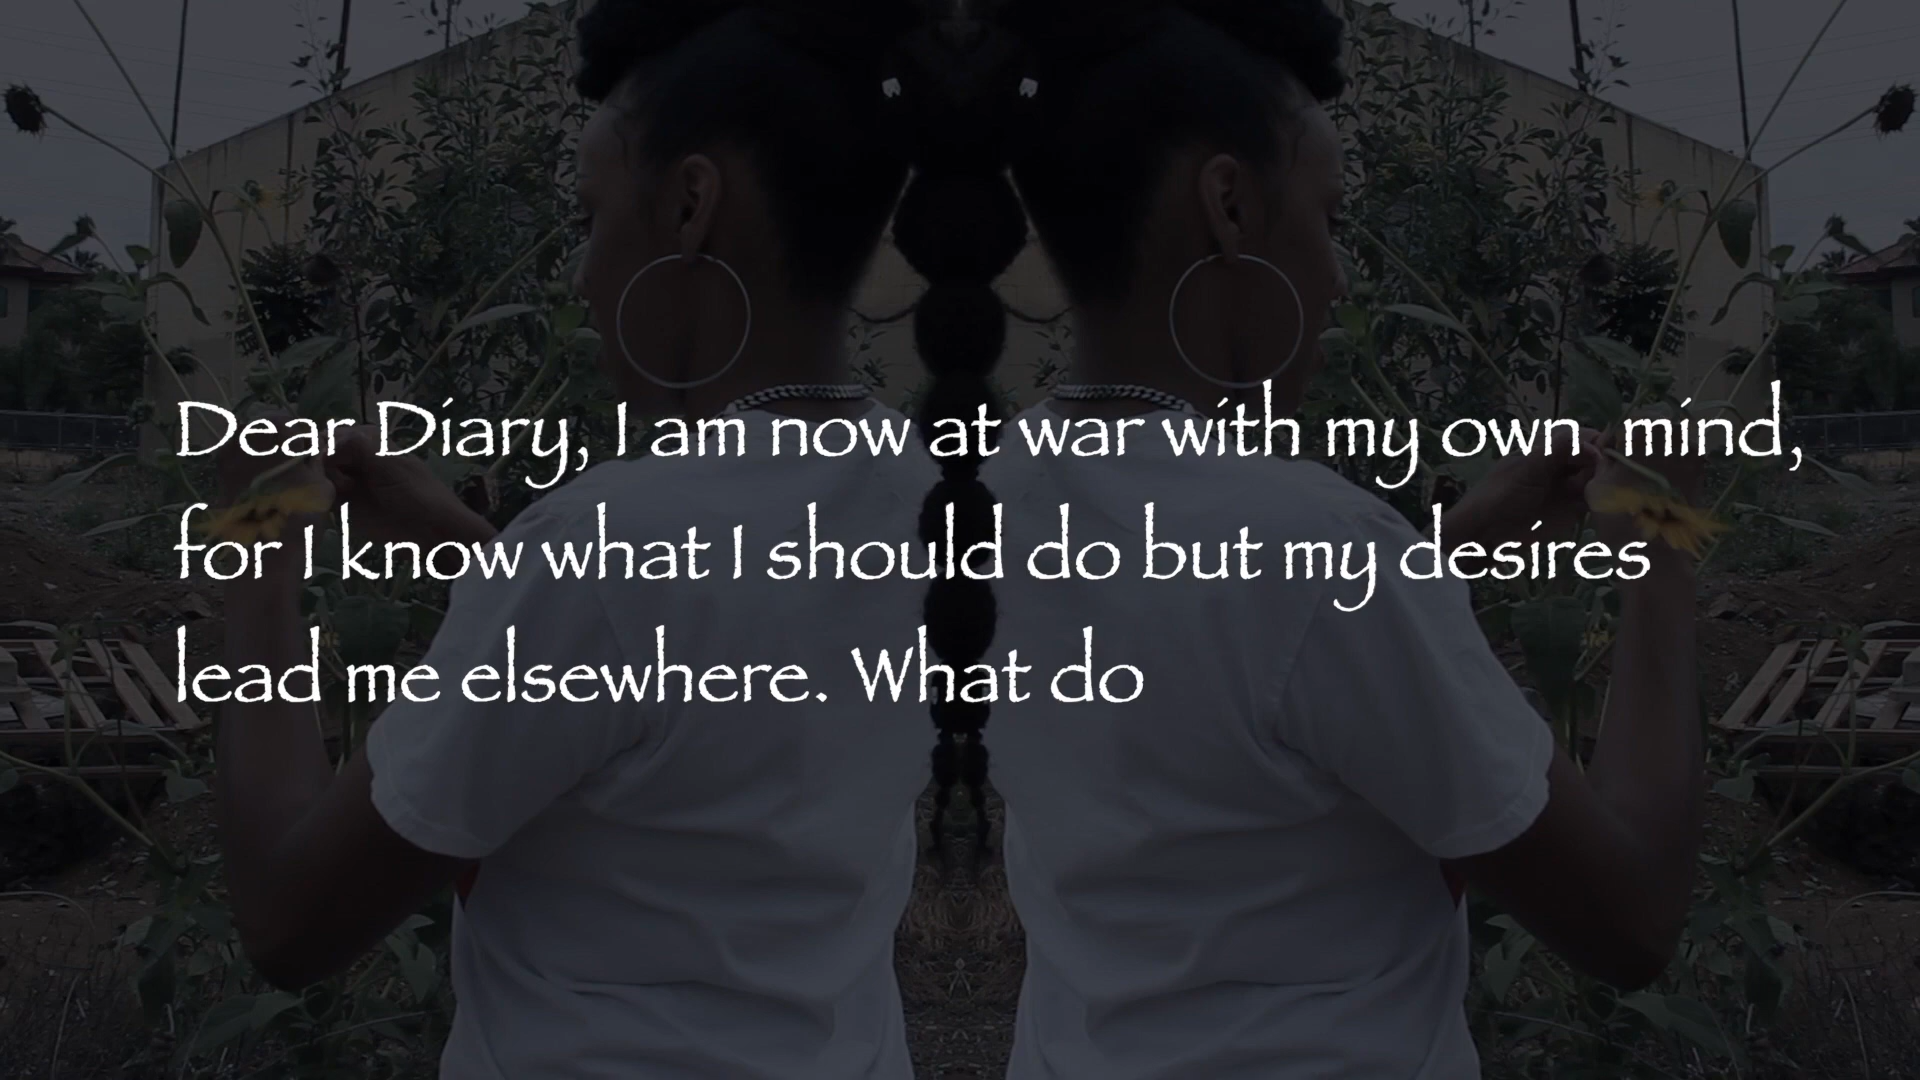 Dear Diary, I am now at war with my own  mind,
for I know what I should do but my desires
lead me elsewhere. What do